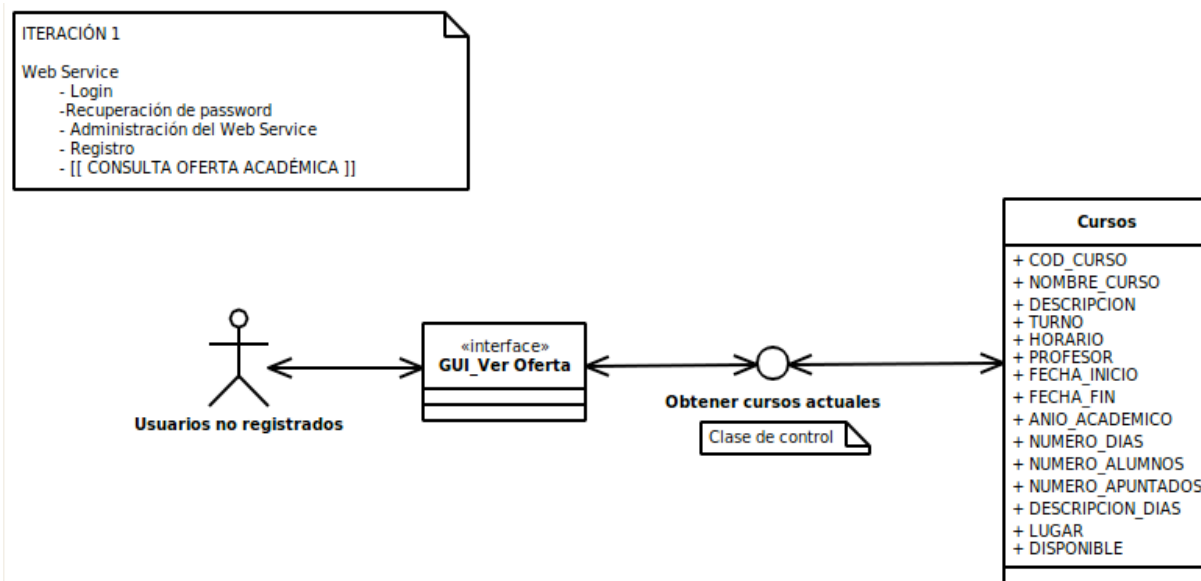 ITERACIÓN 1
Web Service
- Login
-Recuperación de password
- Administración del Web Service
- Registro
- [[ CONSULTA OFERTA ACADÉMICA ]]
Usuarios no registrados
«interface»
GUI_Ver Oferta
Obtener cursos actuales
Clase de control
Cursos
+ COD_CURSO
+ NOMBRE_CURSO
+ DESCRIPCION
+ TURNO
+ HORARIO
+ PROFESOR
+ FECHA_INICIO
+ FECHA_FIN
+ ANIO_ACADEMICO
+ NUMERO_DIAS
+ NUMERO_ALUMNOS
+ NUMERO_APUNTADOS
+ DESCRIPCION_DIAS
+ LUGAR
+ DISPONIBLE